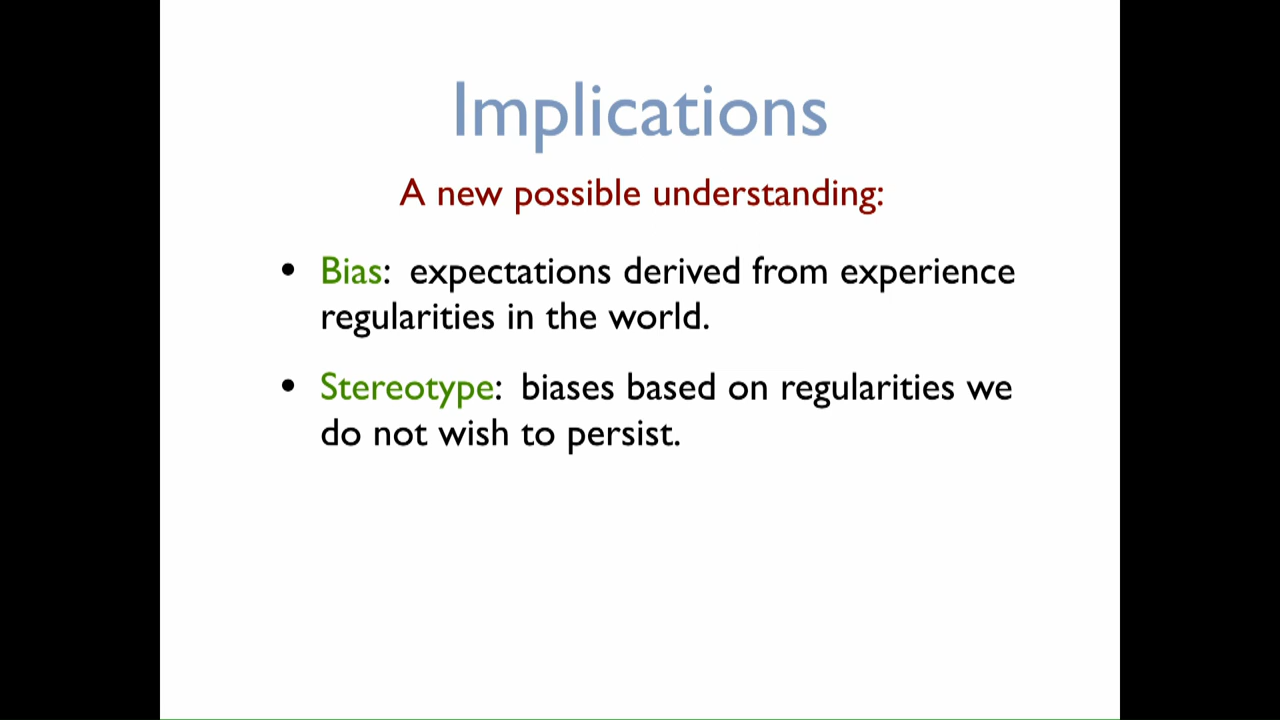 Implications
A new possible understanding:
• Bias: expectations derived from experience
regularities in the world.
• Stereotype: biases based on regularities we
do not wish to persist.